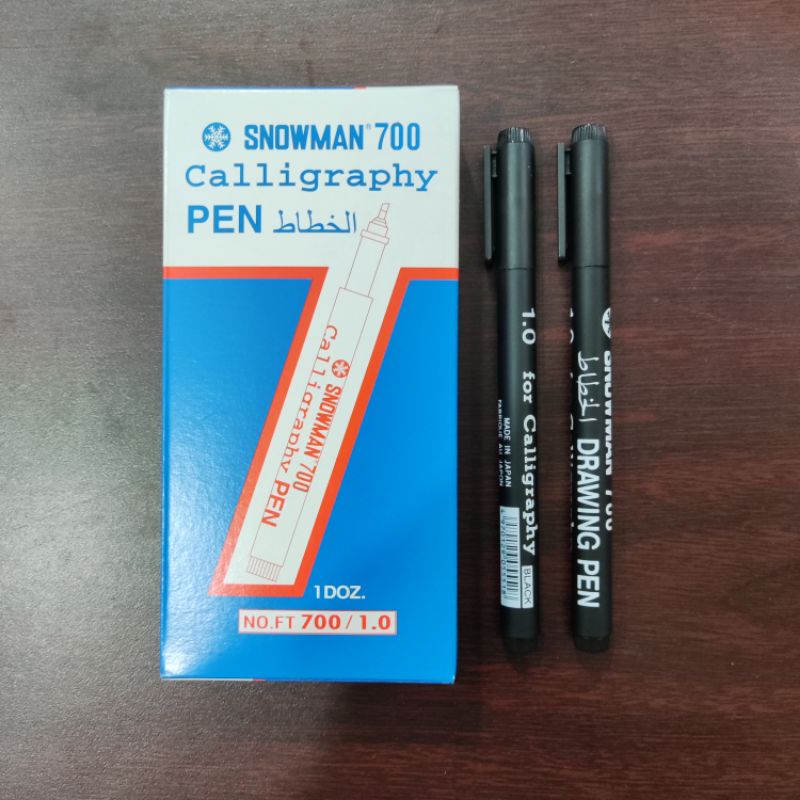 SNOWMAN® 700
Calligraphy
PEN الخطاط
SNOWMAN 700
Calligraphy PEN
1 DOZ.
NO.FT 700 / 1.0
1.0 for Calligraphy
MADE IN JAPAN
FABRIQUE AU JAPON
BLACK
SNOWMAN 700
الخطاط DRAWING PEN